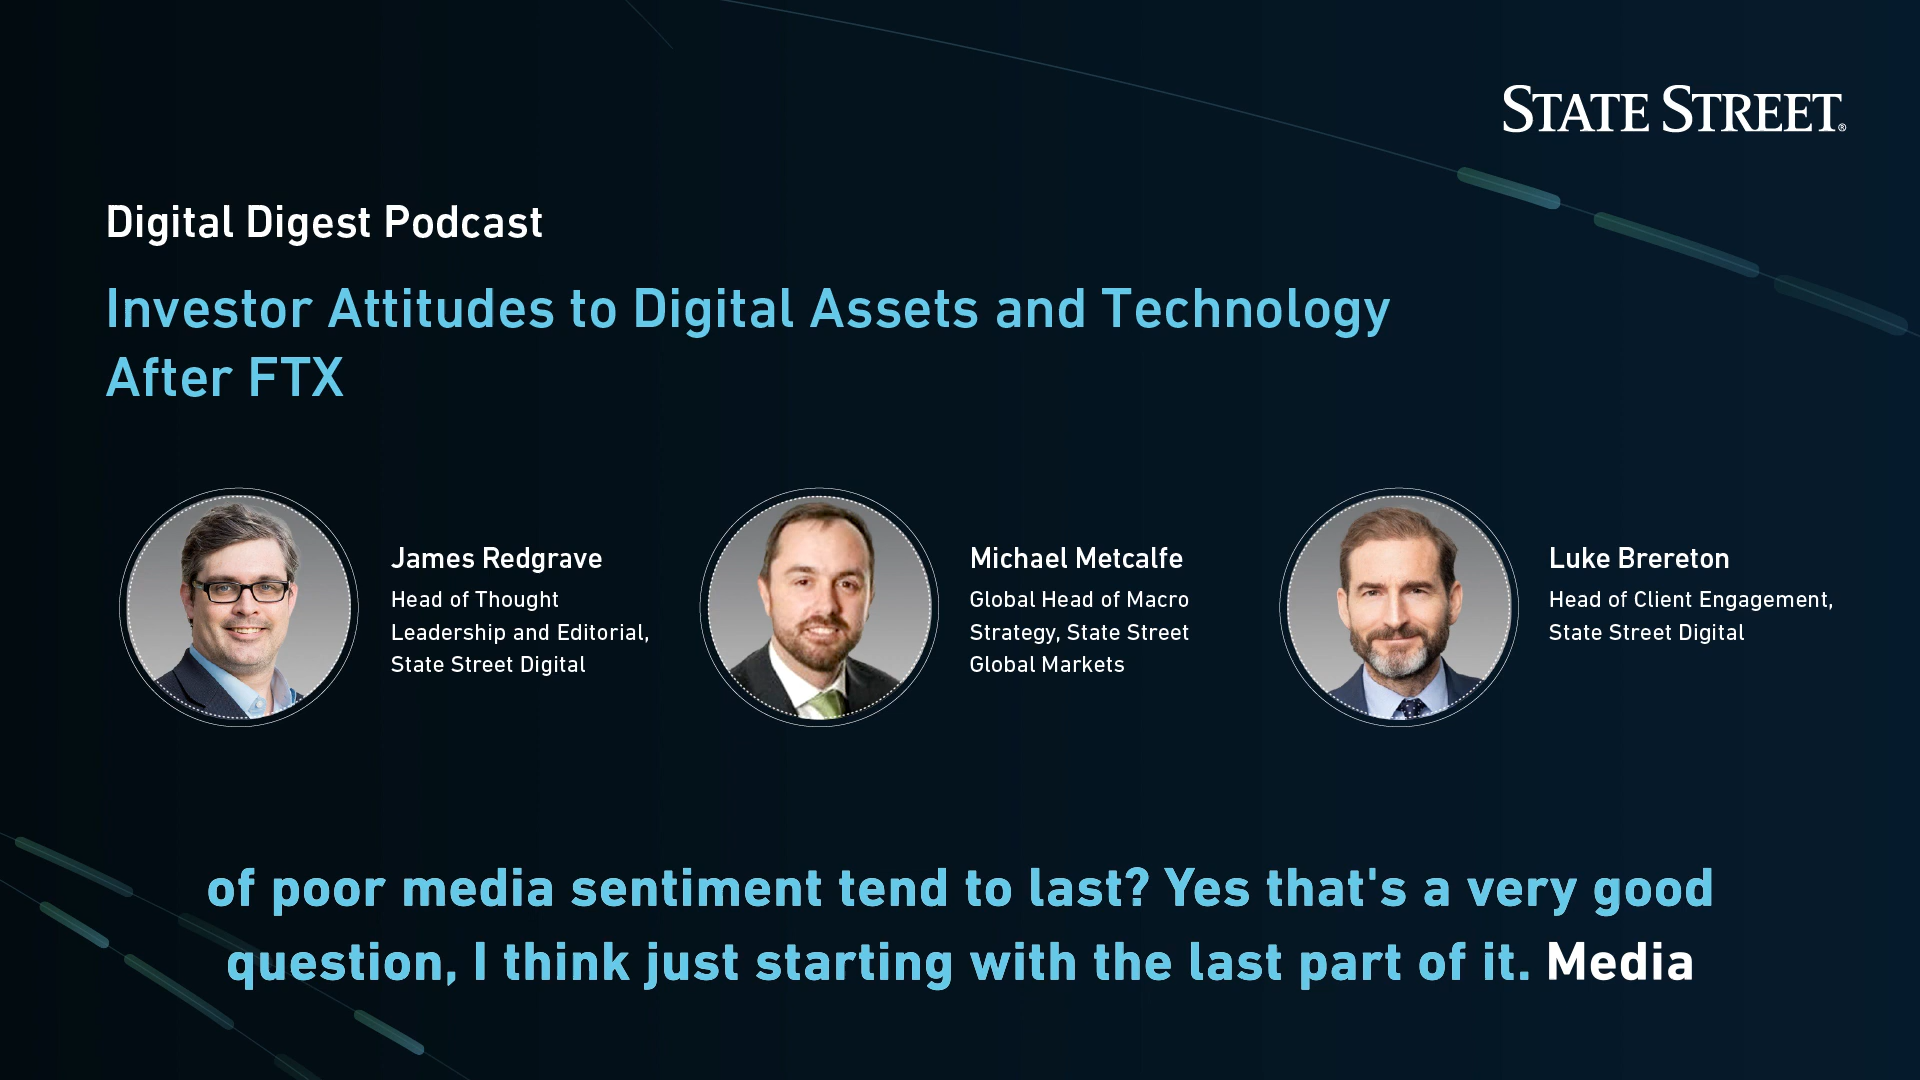 STATE STREET®
Digital Digest Podcast
Investor Attitudes to Digital Assets and Technology
After FTX
James Redgrave
Head of Thought
Leadership and Editorial,
State Street Digital
Michael Metcalfe
Global Head of Macro
Strategy, State Street
Global Markets
Luke Brereton
Head of Client Engagement,
State Street Digital
of poor media sentiment tend to last? Yes that's a very good
question, I think just starting with the last part of it. Media